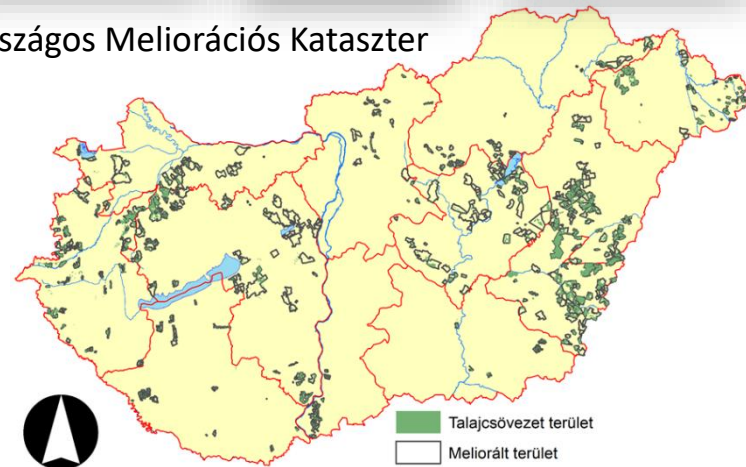 szágos Meliorációs Kataszter
Talajcsövezet terület
Meliorált terület